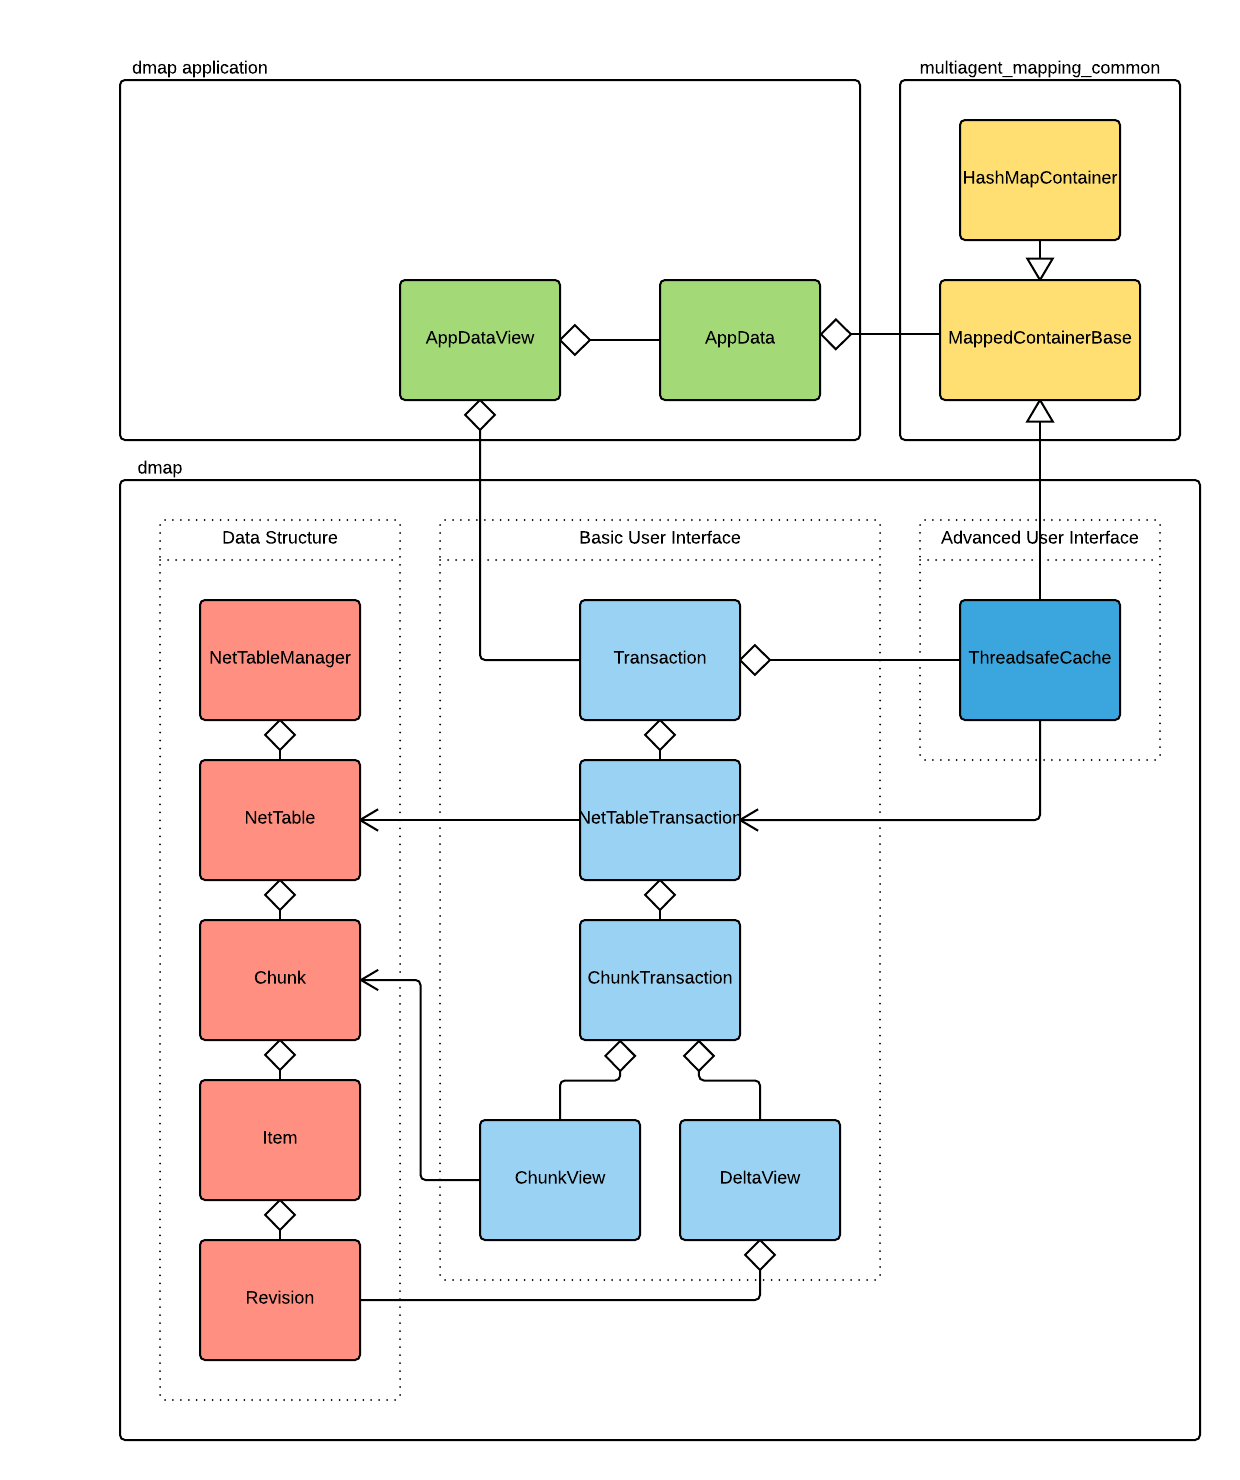 dmap application
multiagent_mapping_common
HashMapContainer
AppDataView
AppData
MappedContainerBase
dmap
Data Structure
Basic User Interface
Advanced User Interface
NetTableManager
Transaction
ThreadsafeCache
NetTable
NetTableTransaction
Chunk
ChunkTransaction
Item
ChunkView
DeltaView
Revision